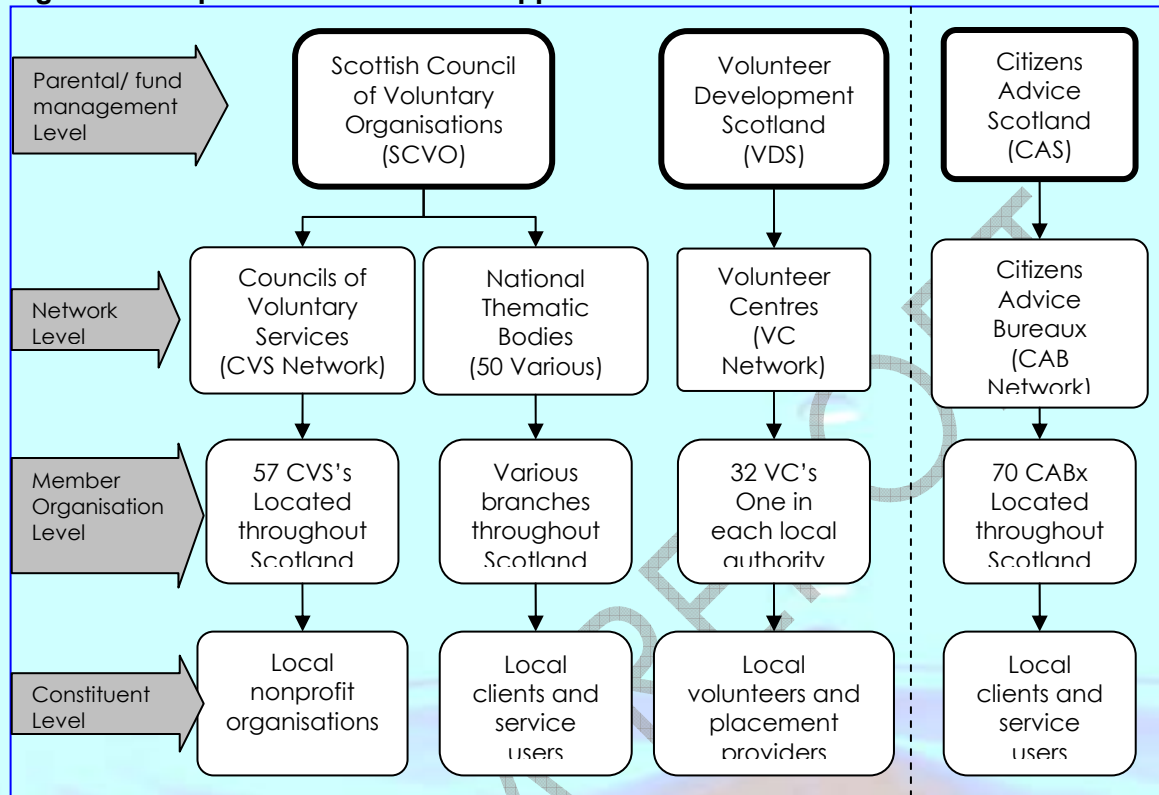 Parental/ fund
management
Level
Scottish Council
of Voluntary
Organisations
(SCVO)
Volunteer
Development
Scotland
(VDS)
Citizens
Advice
Scotland
(CAS)
Network
Level
Councils of
Voluntary
Services
(CVS Network)
National
Thematic
Bodies
(50 Various)
Volunteer
Centres
(VC
Network)
Citizens
Advice
Bureaux
(CAB
Network)
Member
Organisation
Level
57 CVS's
Located
throughout
Scotland
Various
branches
throughout
Scotland
32 VC's
One in
each local
authority
70 CABx
Located
throughout
Scotland
Constituent
Level
Local
nonprofit
organisations
Local
clients and
service
users
Local
volunteers and
placement
providers
Local
clients and
service
users